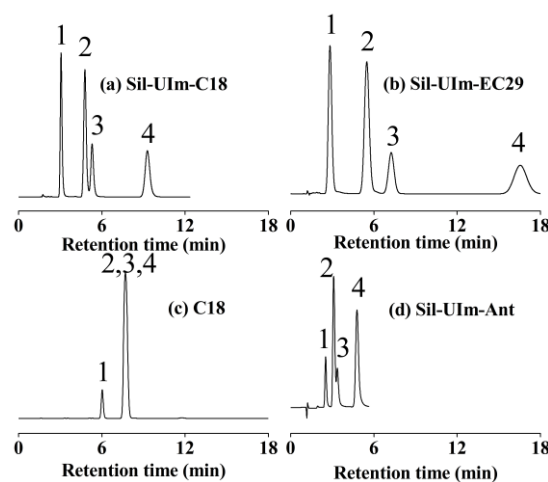 1
2
3
4
(a) Sil-UIm-C18
0 6 12 18
Retention time (min)
1
2
3
4
(b) Sil-UIm-EC29
0 6 12 18
Retention time (min)
1
2,3,4
(c) C18
0 6 12 18
Retention time (min)
1
2
3
4
(d) Sil-UIm-Ant
0 6 12 18
Retention time (min)